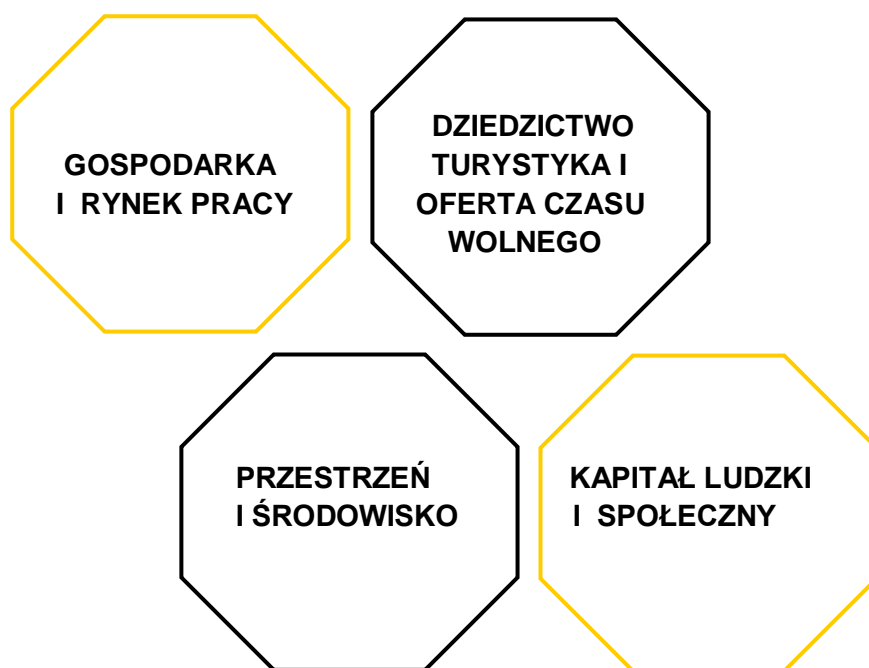 GOSPODARKA
I RYNEK PRACY
DZIEDZICTWO
TURYSTYKA I
OFERTA CZASU
WOLNEGO
PRZESTRZEŃ
I ŚRODOWISKO
KAPITAŁ LUDZKI
I SPOŁECZNY